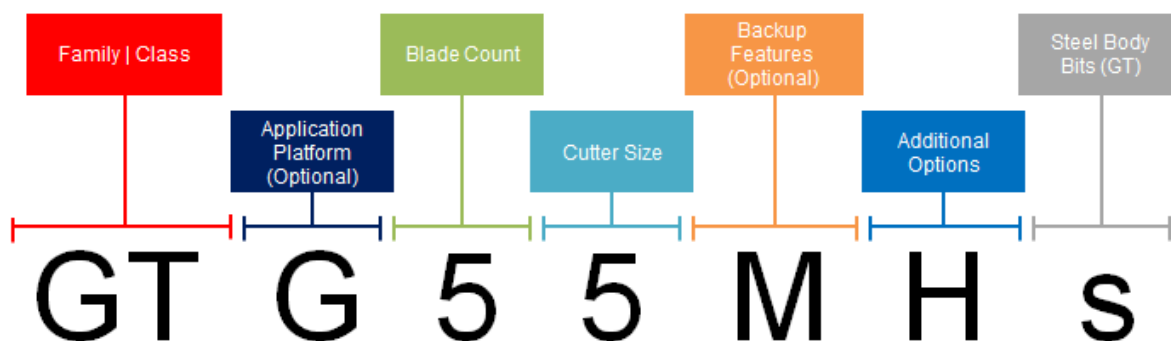 Family | Class
Blade Count
Backup
Features
(Optional)
Steel Body
Bits (GT)
Application
Platform
(Optional)
Cutter Size
Additional
Options
GT G 5 5 M H s